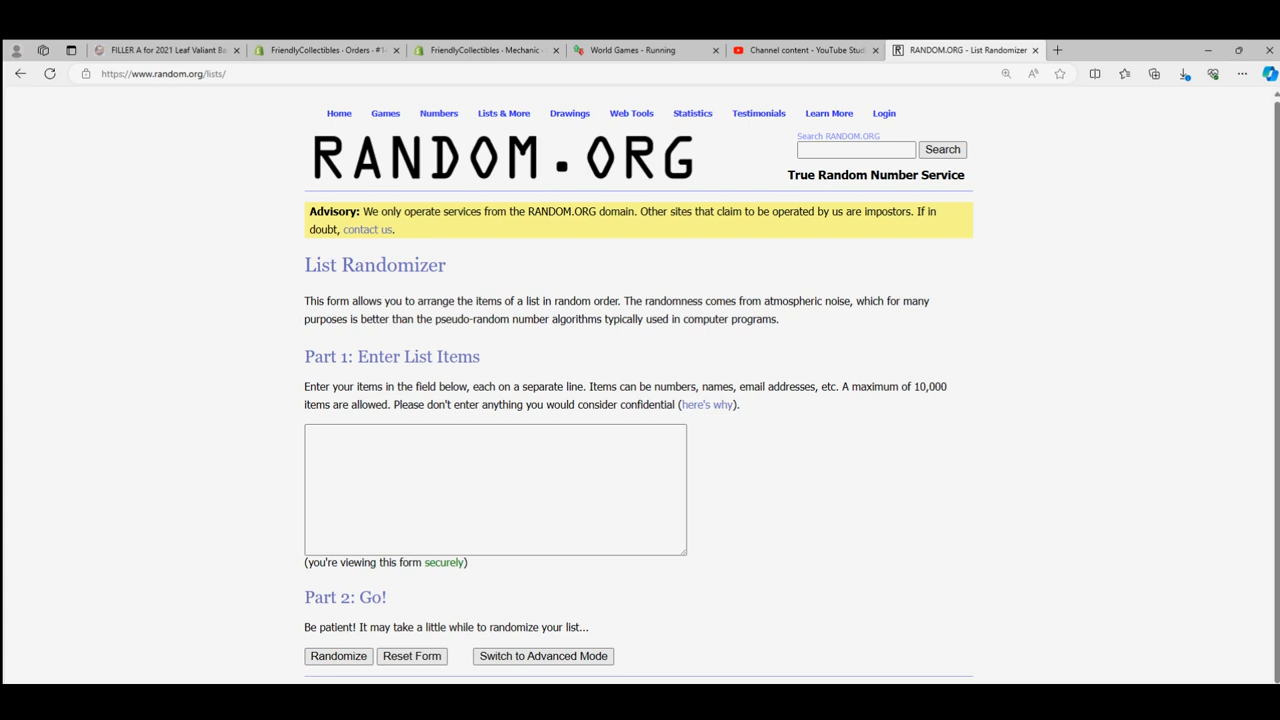 FILLER A for 2021 Leaf Valiant Ba
FriendlyCollectibles · Orders · #1
FriendlyCollectibles · Mechanic ·
World Games - Running
Channel content - YouTube Stud
RANDOM.ORG - List Randomizer
https://www.random.org/lists/
Home Games Numbers Lists & More Drawings Web Tools Statistics Testimonials Learn More Login
RANDOM.ORG
Search RANDOM.ORG
Search
True Random Number Service
Advisory: We only operate services from the RANDOM.ORG domain. Other sites that claim to be operated by us are impostors. If in
doubt, contact us.
List Randomizer
This form allows you to arrange the items of a list in random order. The randomness comes from atmospheric noise, which for many
purposes is better than the pseudo-random number algorithms typically used in computer programs.
Part 1: Enter List Items
Enter your items in the field below, each on a separate line. Items can be numbers, names, email addresses, etc. A maximum of 10,000
items are allowed. Please don't enter anything you would consider confidential (here's why).
(you're viewing this form securely)
Part 2: Go!
Be patient! It may take a little while to randomize your list...
Randomize Reset Form Switch to Advanced Mode